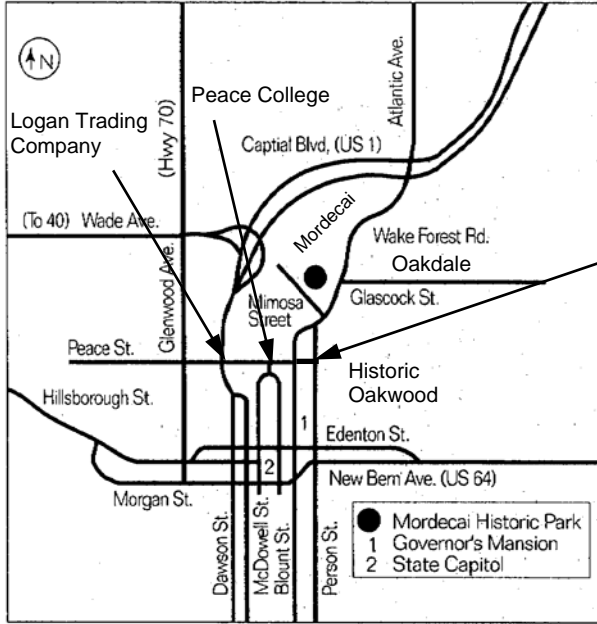 N
Peace College
Logan Trading
Company
(Hwy 70)
Atlantic Ave.
Captial Blvd, (US 1)
(To 40) Wade Ave.
Mordecai
Wake Forest Rd.
Oakdale
Glenwood Ave.
Mimosa
Street
Glascock St.
Peace St.
Historic
Oakwood
Hillsborough St.
1
Edenton St.
2
New Bern Ave. (US 64)
Morgan St.
Dawson St.
McDowell St.
Blount St.
Person St.
Mordecai Historic Park
1 Governor's Mansion
2 State Capitol